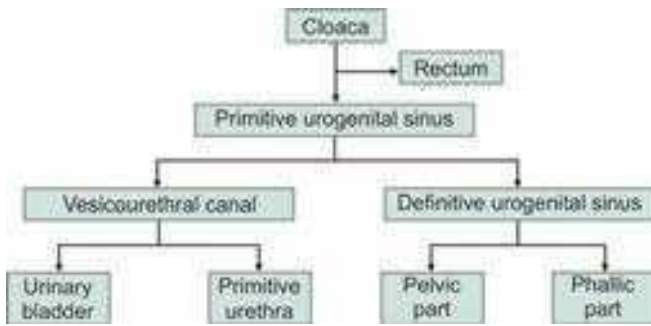 Cloaca
Rectum
Primitive urogenital sinus
Vesicourethral canal
Definitive urogenital sinus
Urinary
bladder
Primitive
urethra
Pelvic
part
Phallic
part